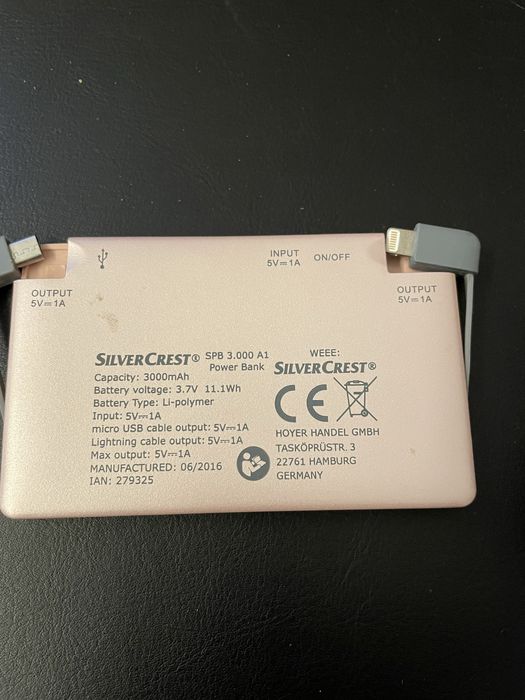 INPUT
5V⎓1A
ON/OFF
OUTPUT
5V⎓1A
OUTPUT
5V⎓1A
SILVERCREST® SPB 3.000 A1
Power Bank
Capacity: 3000mAh
Battery voltage: 3.7V 11.1Wh
Battery Type: Li-polymer
Input: 5V⎓1A
micro USB cable output: 5V⎓1A
Lightning cable output: 5V⎓1A
Max output: 5V⎓1A
MANUFACTURED: 06/2016
IAN: 279325
WEEE:
SILVERCREST®
CE
HOYER HANDEL GMBH
TASKÖPRÜSTR. 3
22761 HAMBURG
GERMANY